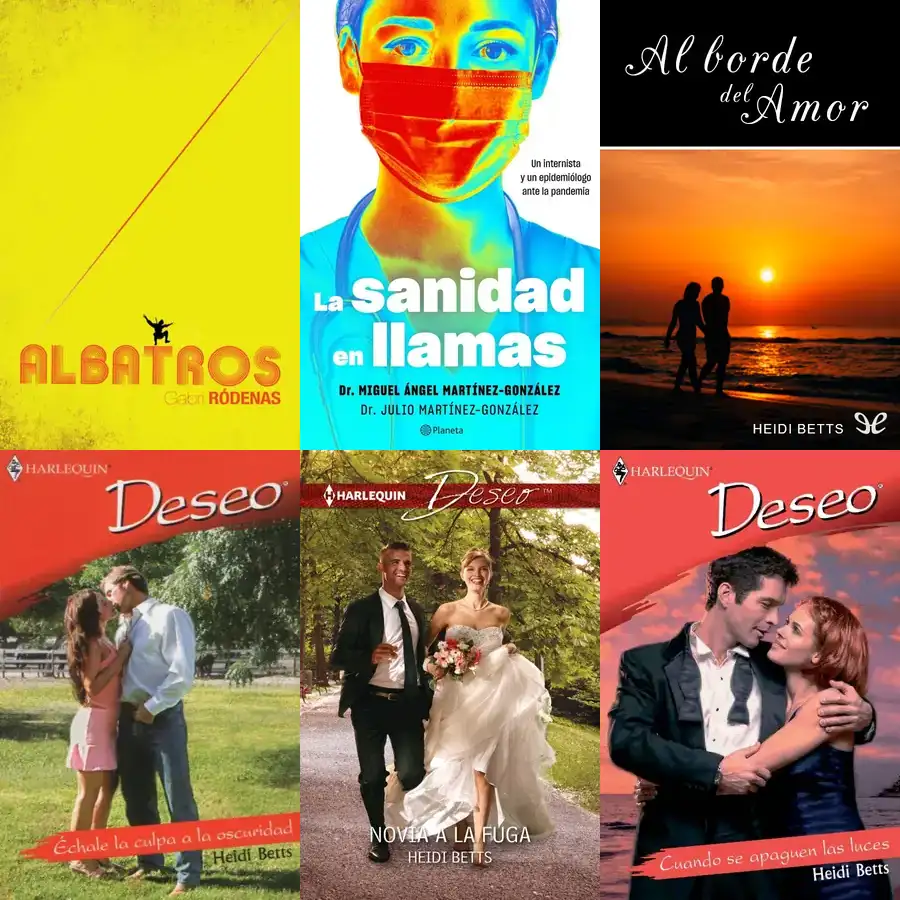 ALBATROS
Gabri RÓDENAS
Un internista
y un epidemiólogo
ante la pandemia
La sanidad
en llamas
Dr. MIGUEL ÁNGEL MARTÍNEZ-GONZÁLEZ
Dr. JULIO MARTÍNEZ-GONZÁLEZ
Planeta
Al borde
del Amor
HEIDI BETTS
HARLEQUIN
Deseo
Échale la culpa a la oscuridad
Heidi Betts
HARLEQUIN Deseo™
NOVIA A LA FUGA
HEIDI BETTS
HARLEQUIN
Deseo
Cuando se apaguen las luces
Heidi Betts